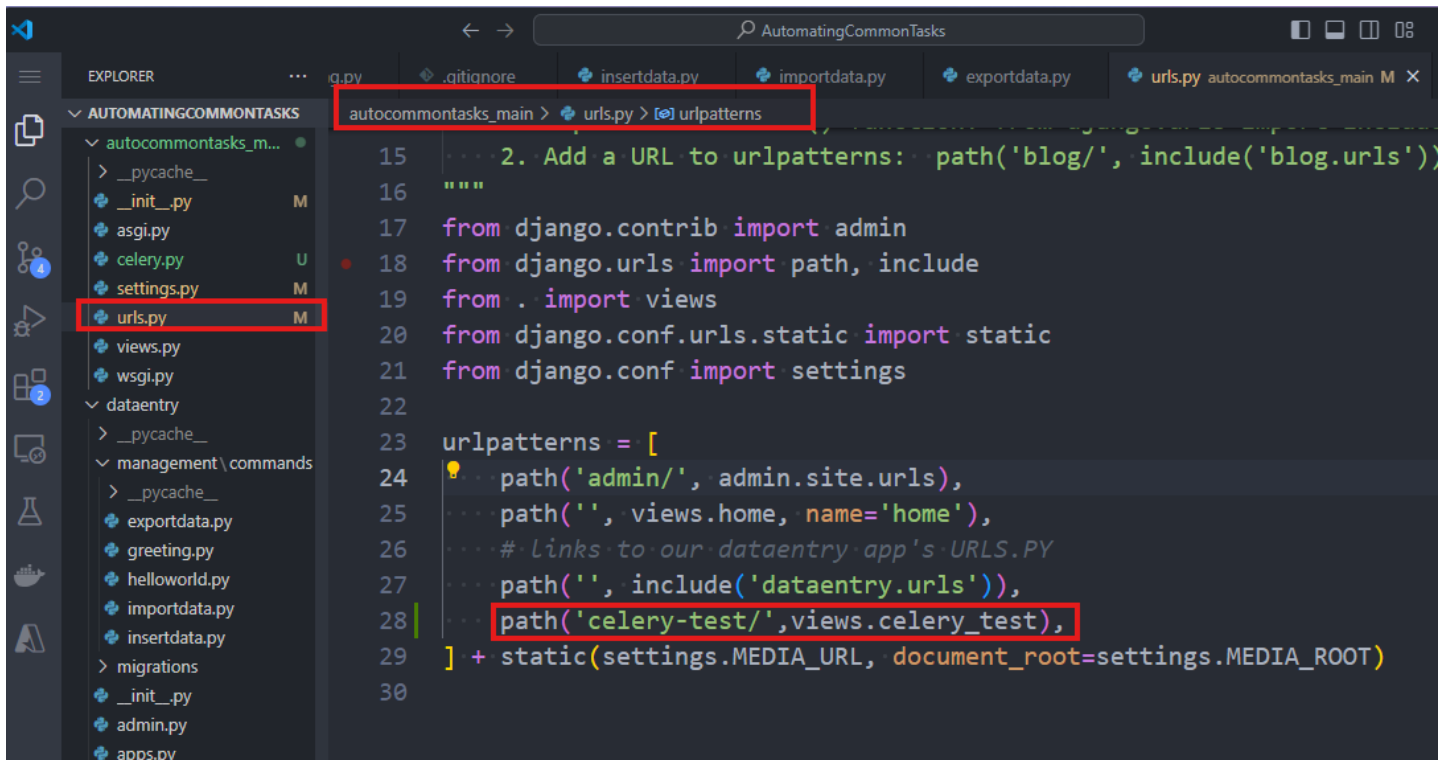 AutomatingCommonTasks
EXPLORER
.gitignore
insertdata.py
importdata.py
exportdata.py
urls.py autocommontasks_main M
AUTOMATINGCOMMONTASKS
autocommontasks_m...
__pycache__
__init__.py M
asgi.py
celery.py U
settings.py M
urls.py M
views.py
wsgi.py
dataentry
__pycache__
management\commands
__pycache__
exportdata.py
greeting.py
helloworld.py
importdata.py
insertdata.py
migrations
__init__.py
admin.py
apps.py
4
2
autocommontasks_main > urls.py > urlpatterns
15 2. Add a URL to urlpatterns:  path('blog/', include('blog.urls'))
16 """
17 from django.contrib import admin
18 from django.urls import path, include
19 from . import views
20 from django.conf.urls.static import static
21 from django.conf import settings
22
23 urlpatterns = [
24 path('admin/', admin.site.urls),
25 path('', views.home, name='home'),
26 # links to our dataentry app's URLS.PY
27 path('', include('dataentry.urls')),
28 path('celery-test/',views.celery_test),
29 ] + static(settings.MEDIA_URL, document_root=settings.MEDIA_ROOT)
30